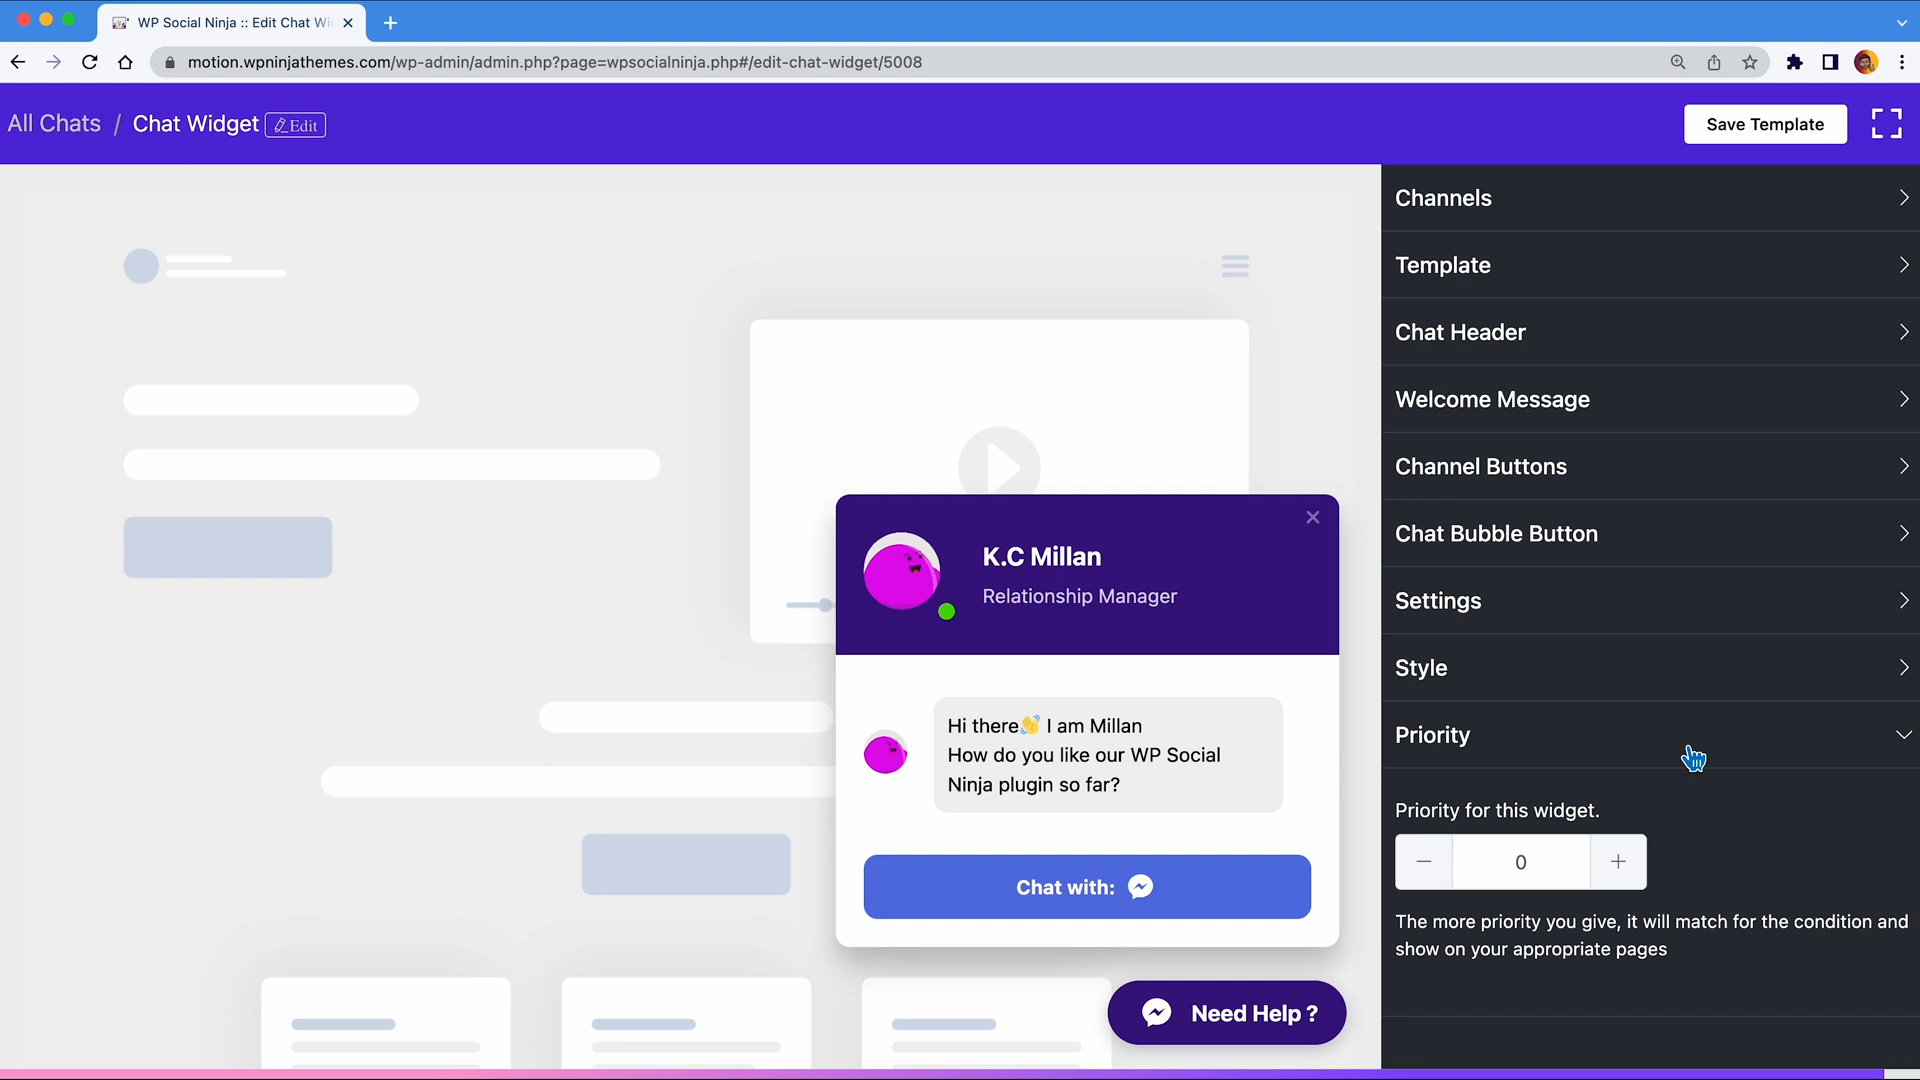 WP Social Ninja :: Edit Chat Wi
motion.wpninjathemes.com/wp-admin/admin.php?page=wpsocialninja.php#/edit-chat-widget/5008
All Chats / Chat Widget Edit
Save Template
Channels
Template
Chat Header
Welcome Message
Channel Buttons
Chat Bubble Button
Settings
Style
Priority
Priority for this widget.
0
The more priority you give, it will match for the condition and
show on your appropriate pages
K.C Millan
Relationship Manager
Hi there👋 I am Millan
How do you like our WP Social
Ninja plugin so far?
Chat with:
Need Help ?